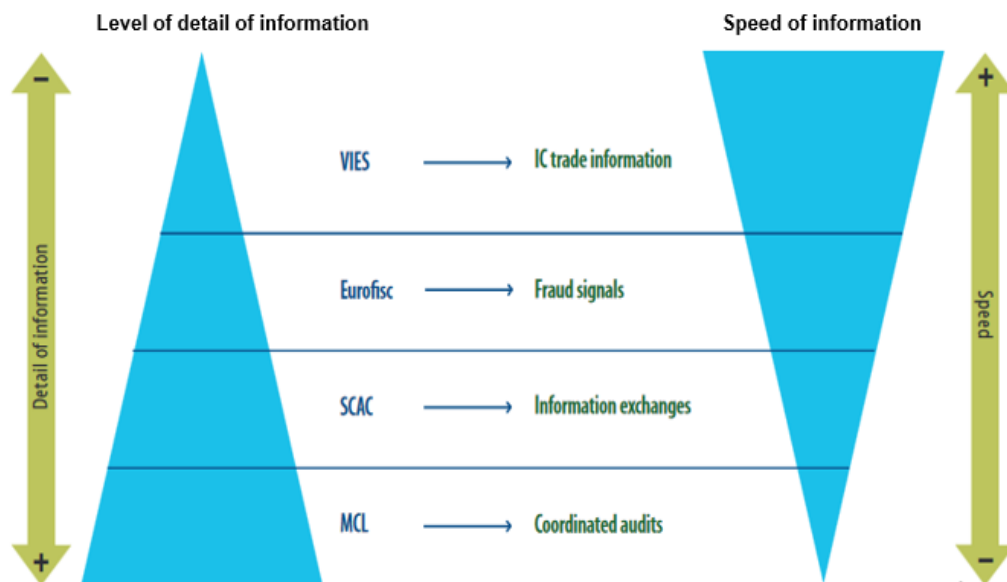 Level of detail of information
Speed of information
−
+
VIES
IC trade information
Eurofisc
Fraud signals
Detail of information
Speed
SCAC
Information exchanges
MCL
Coordinated audits
+
−